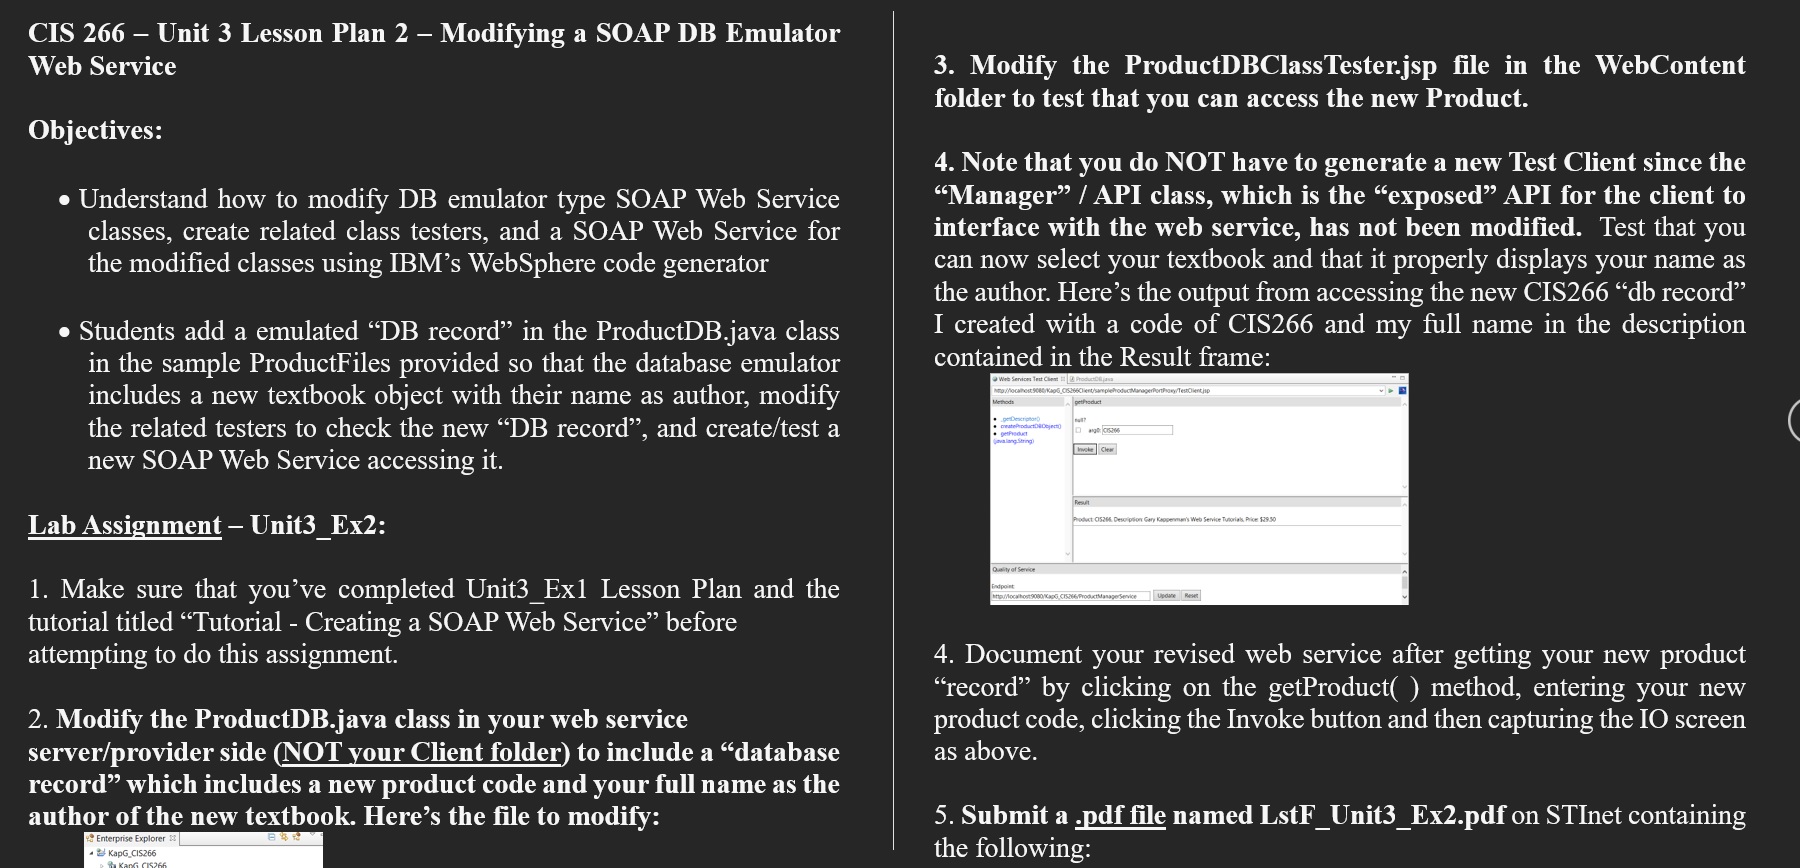 CIS 266 – Unit 3 Lesson Plan 2 – Modifying a SOAP DB Emulator
Web Service
Objectives:
• Understand how to modify DB emulator type SOAP Web Service
classes, create related class testers, and a SOAP Web Service for
the modified classes using IBM’s WebSphere code generator
• Students add a emulated “DB record” in the ProductDB.java class
in the sample ProductFiles provided so that the database emulator
includes a new textbook object with their name as author, modify
the related testers to check the new “DB record”, and create/test a
new SOAP Web Service accessing it.
Lab Assignment – Unit3_Ex2:
1. Make sure that you’ve completed Unit3_Ex1 Lesson Plan and the
tutorial titled “Tutorial - Creating a SOAP Web Service” before
attempting to do this assignment.
2. Modify the ProductDB.java class in your web service
server/provider side (NOT your Client folder) to include a “database
record” which includes a new product code and your full name as the
author of the new textbook. Here’s the file to modify:
Enterprise Explorer
KapG_CIS266
KapG_CIS266
3. Modify the ProductDBClassTester.jsp file in the WebContent
folder to test that you can access the new Product.
4. Note that you do NOT have to generate a new Test Client since the
“Manager” / API class, which is the “exposed” API for the client to
interface with the web service, has not been modified. Test that you
can now select your textbook and that it properly displays your name as
the author. Here’s the output from accessing the new CIS266 “db record”
I created with a code of CIS266 and my full name in the description
contained in the Result frame:
Web Services Test Client ProductDB.java
http://localhost:9080/KapG_CIS266Client/sampleProductManagerPortProxy/TestClient.jsp
Methods
• _getDescriptor()
• createProductDBObject()
• getProduct
(java.lang.String)
getProduct
null?
arg0: CIS266
Invoke Clear
Result
Product: CIS266, Description: Gary Kappenman's Web Service Tutorials, Price: $29.50
Quality of Service
Endpoint
http://localhost:9080/KapG_CIS266/ProductManagerService Update Reset
4. Document your revised web service after getting your new product
“record” by clicking on the getProduct( ) method, entering your new
product code, clicking the Invoke button and then capturing the IO screen
as above.
5. Submit a .pdf file named LstF_Unit3_Ex2.pdf on STInet containing
the following: